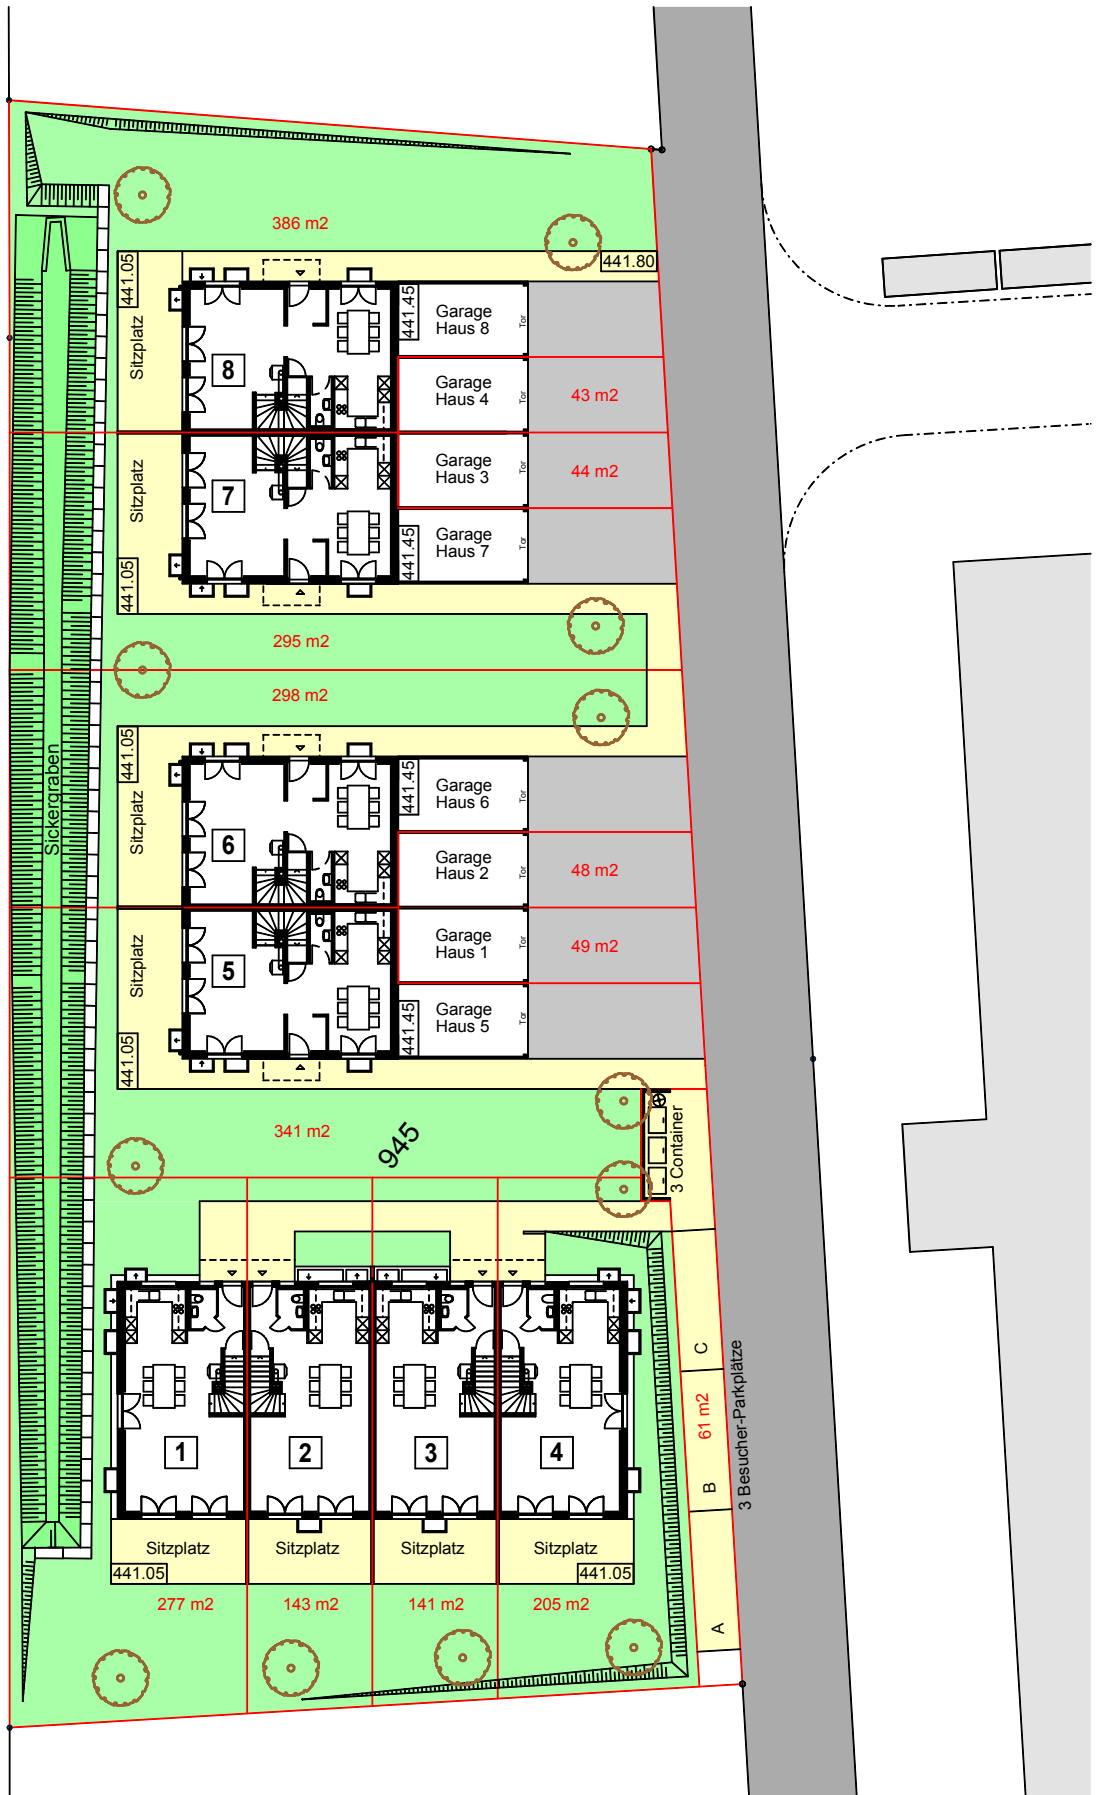 386 m2
441.80
441.05
Sitzplatz
441.45
Garage
Haus 8
Tor
8
Garage
Haus 4
Tor
43 m2
Sitzplatz
7
Garage
Haus 3
Tor
44 m2
441.05
441.45
Garage
Haus 7
Tor
295 m2
298 m2
Sickergraben
441.05
Sitzplatz
441.45
Garage
Haus 6
Tor
6
Garage
Haus 2
Tor
48 m2
Sitzplatz
5
Garage
Haus 1
Tor
49 m2
441.05
441.45
Garage
Haus 5
Tor
341 m2
945
3 Container
1
2
3
4
C
61 m2
B
3 Besucher-Parkplätze
A
Sitzplatz
Sitzplatz
Sitzplatz
Sitzplatz
441.05
441.05
277 m2
143 m2
141 m2
205 m2